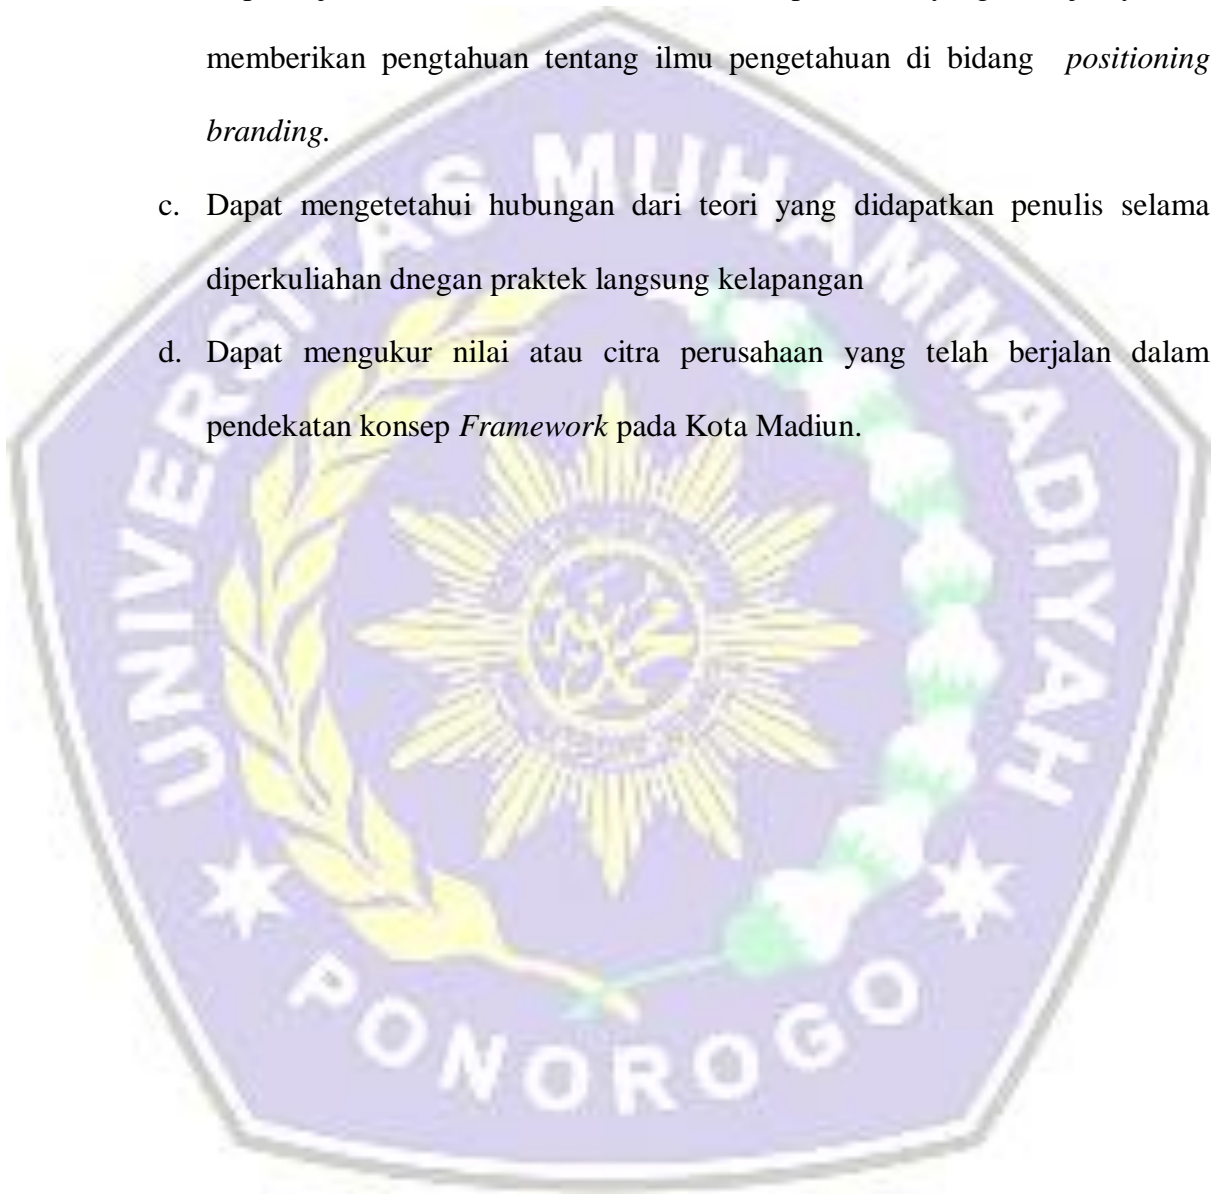 memberikan pengtahuan tentang ilmu pengetahuan di bidang positioning
branding.
c. Dapat mengetetahui hubungan dari teori yang didapatkan penulis selama
diperkuliahan dnegan praktek langsung kelapangan
d. Dapat mengukur nilai atau citra perusahaan yang telah berjalan dalam
pendekatan konsep Framework pada Kota Madiun.
UNIVERSITAS MUHAMMADIYAH
PONOROGO